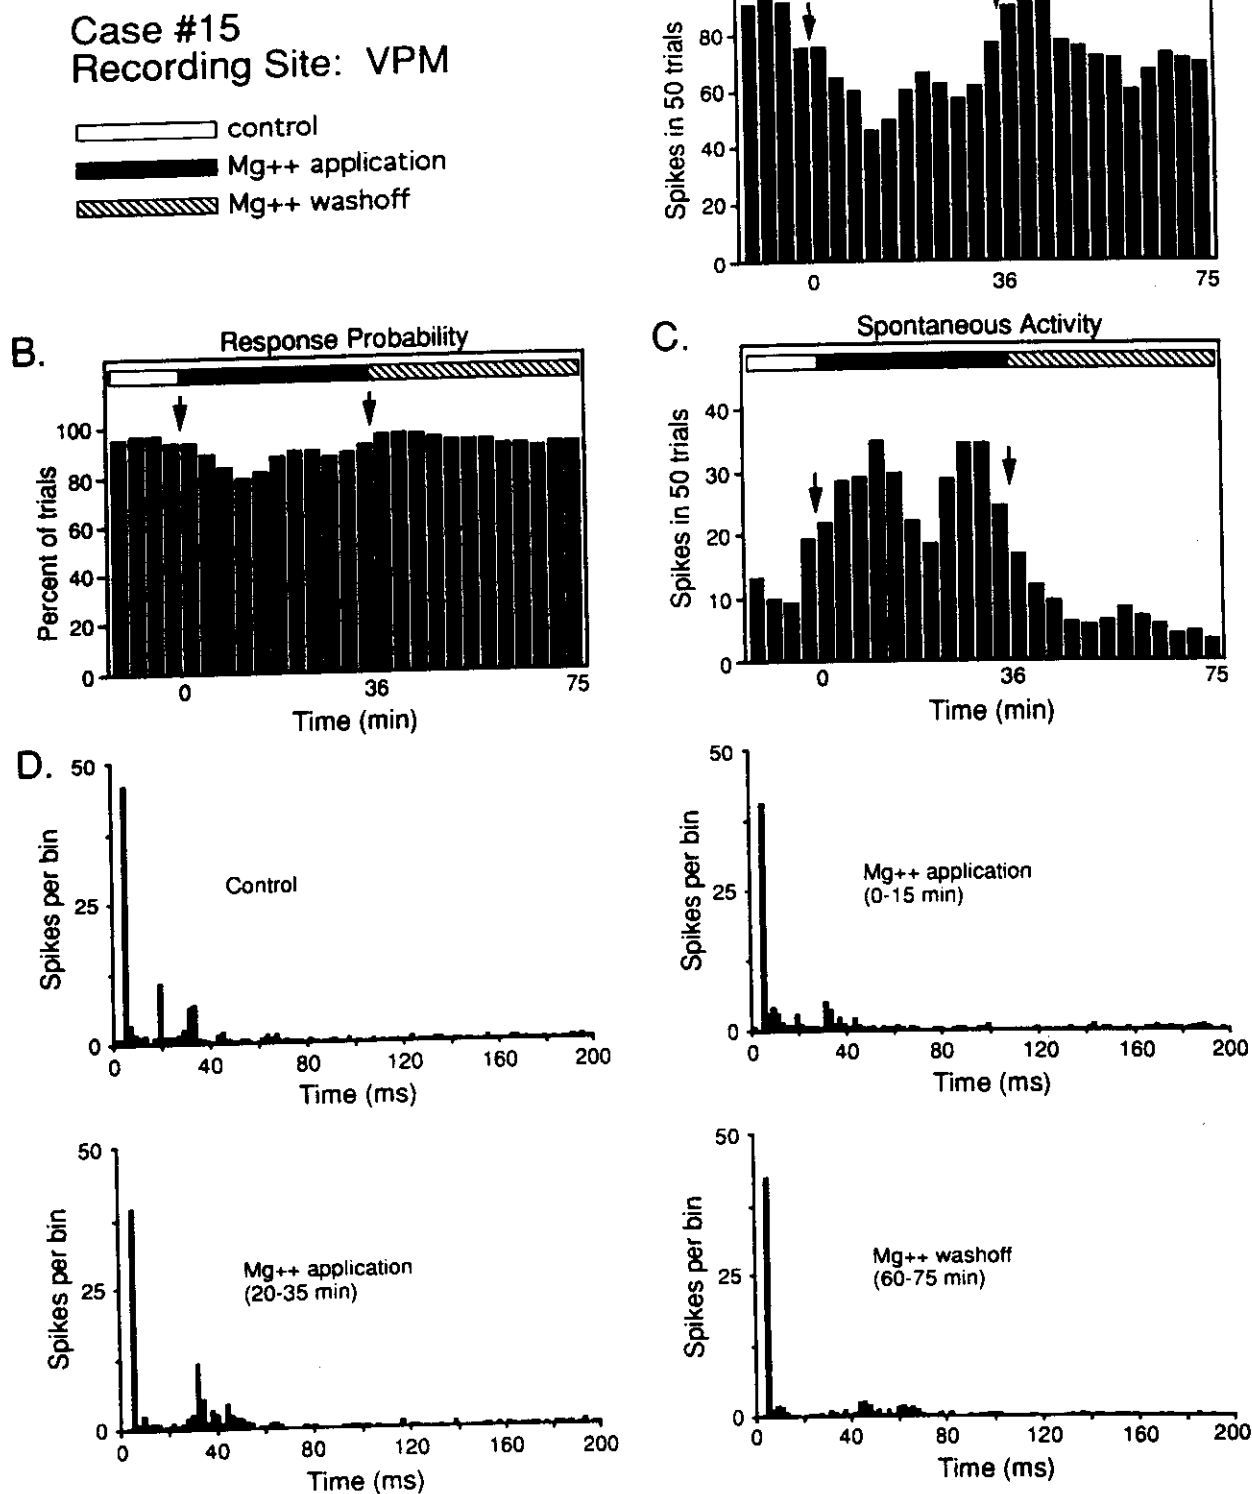 Case #15
Recording Site: VPM
control
Mg++ application
Mg++ washoff
Spikes in 50 trials
80
60
40
20
0
0 36 75
B.
Response Probability
Percent of trials
100
80
60
40
20
0
0 36 75
Time (min)
C.
Spontaneous Activity
Spikes in 50 trials
40
30
20
10
0
0 36 75
Time (min)
D.
Spikes per bin
50
25
0
Control
0 40 80 120 160 200
Time (ms)
Spikes per bin
50
25
0
Mg++ application
(0-15 min)
0 40 80 120 160 200
Time (ms)
Spikes per bin
50
25
0
Mg++ application
(20-35 min)
0 40 80 120 160 200
Time (ms)
Spikes per bin
50
25
0
Mg++ washoff
(60-75 min)
0 40 80 120 160 200
Time (ms)